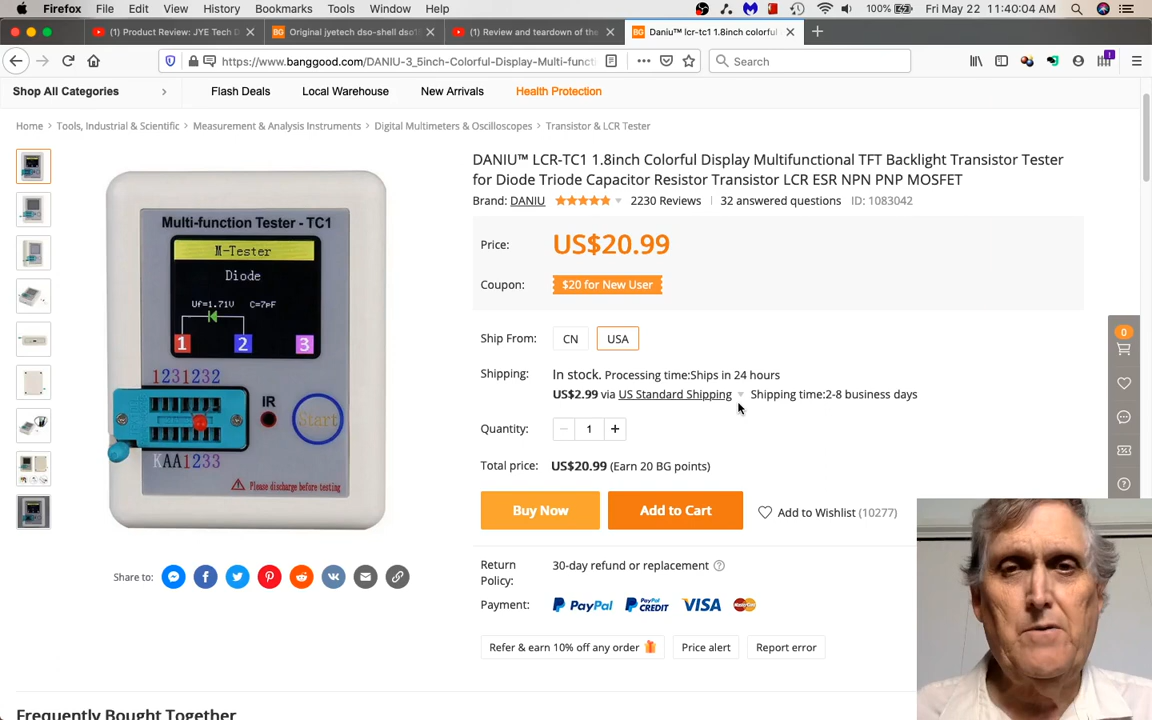 Firefox File Edit View History Bookmarks Tools Window Help 100% Fri May 22 11:40:04 AM
(1) Product Review: JYE Tech D
Original jyetech dso-shell dso1
(1) Review and teardown of the
Daniu™ lcr-tc1 1.8inch colorful
https://www.banggood.com/DANIU-3_5inch-Colorful-Display-Multi-functi
Search
Shop All Categories
Flash Deals
Local Warehouse
New Arrivals
Health Protection
Home > Tools, Industrial & Scientific > Measurement & Analysis Instruments > Digital Multimeters & Oscilloscopes > Transistor & LCR Tester
DANIU™ LCR-TC1 1.8inch Colorful Display Multifunctional TFT Backlight Transistor Tester
for Diode Triode Capacitor Resistor Transistor LCR ESR NPN PNP MOSFET
Brand: DANIU 2230 Reviews 32 answered questions ID: 1083042
Price: US$20.99
Coupon: $20 for New User
Ship From: CN USA
Shipping: In stock. Processing time:Ships in 24 hours
US$2.99 via US Standard Shipping Shipping time:2-8 business days
Quantity: 1
Total price: US$20.99 (Earn 20 BG points)
Buy Now
Add to Cart
Add to Wishlist (10277)
Return
Policy:
30-day refund or replacement
Payment: PayPal PayPal CREDIT VISA MasterCard
Refer & earn 10% off any order
Price alert
Report error
Multi-function Tester - TC1
M-Tester
Diode
Uf=1.71V C=7pF
1 2 3
1231232
IR
Start
KAA1233
Please discharge before testing
Share to:
0
Frequently Bought Together